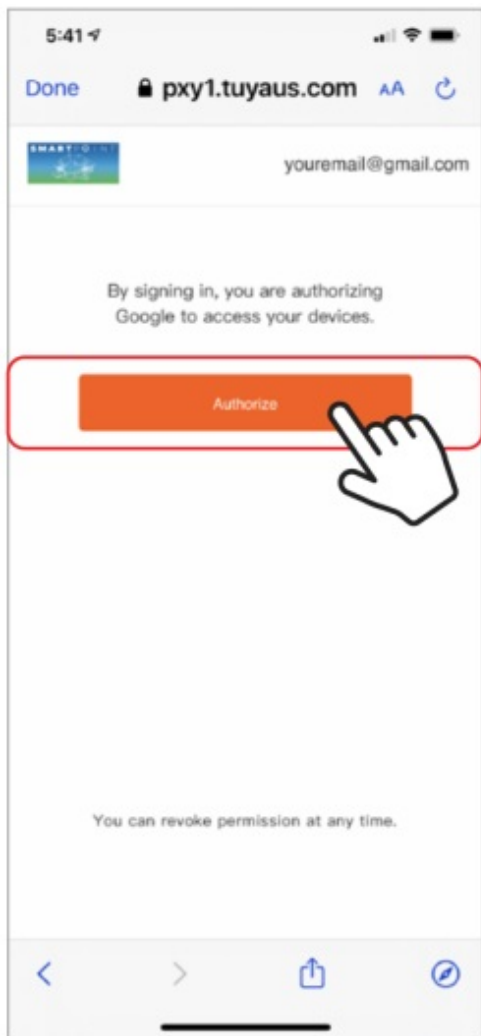 5:41
Done pxy1.tuyaus.com AA
SMARTPOINT
youremail@gmail.com
By signing in, you are authorizing
Google to access your devices.
Authorize
You can revoke permission at any time.